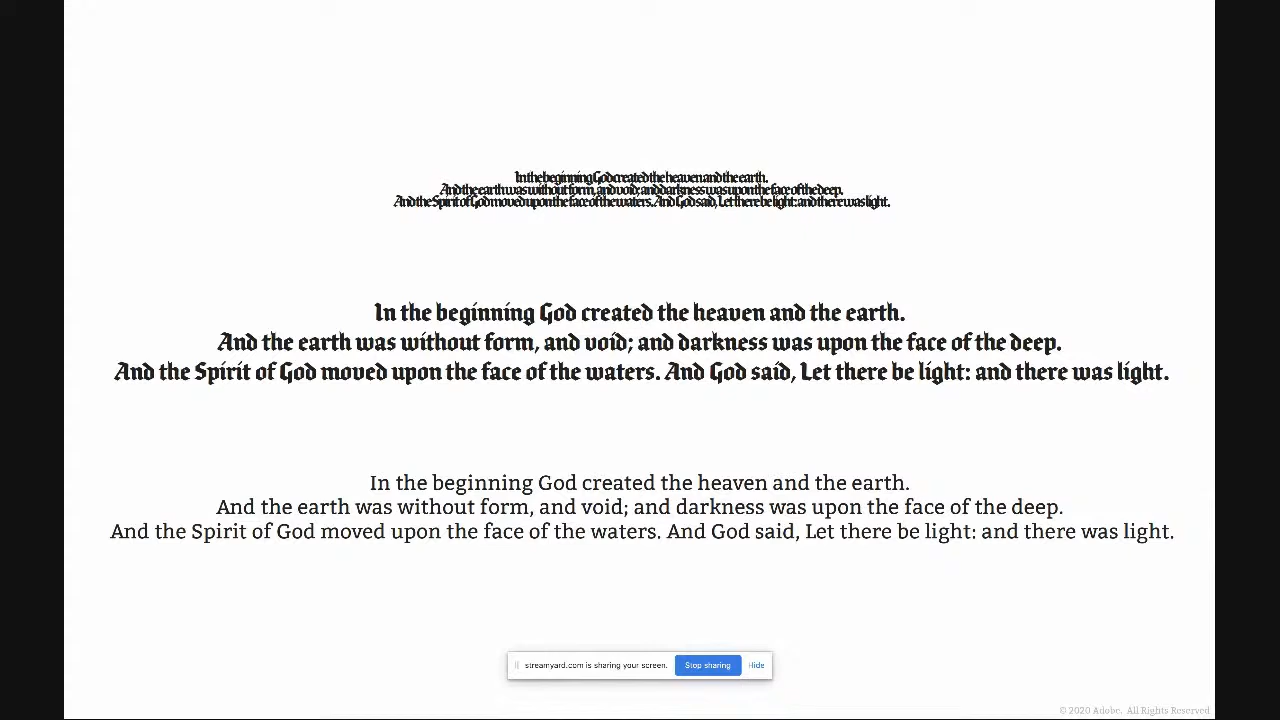 In the beginning God created the heaven and the earth.
And the earth was without form, and void; and darkness was upon the face of the deep.
And the Spirit of God moved upon the face of the waters. And God said, Let there be light: and there was light.
In the beginning God created the heaven and the earth.
And the earth was without form, and void; and darkness was upon the face of the deep.
And the Spirit of God moved upon the face of the waters. And God said, Let there be light: and there was light.
In the beginning God created the heaven and the earth.
And the earth was without form, and void; and darkness was upon the face of the deep.
And the Spirit of God moved upon the face of the waters. And God said, Let there be light: and there was light.
streamyard.com is sharing your screen. Stop sharing Hide
© 2020 Adobe. All Rights Reserved